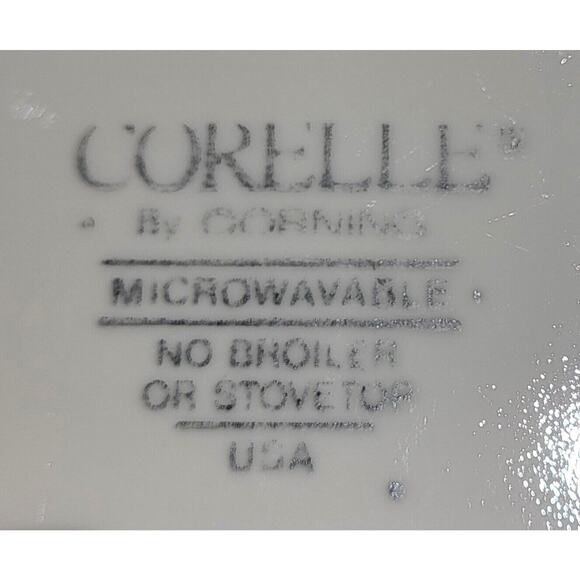 CORELLE®
By CORNING
MICROWAVABLE
NO BROILER
OR STOVETOP
USA